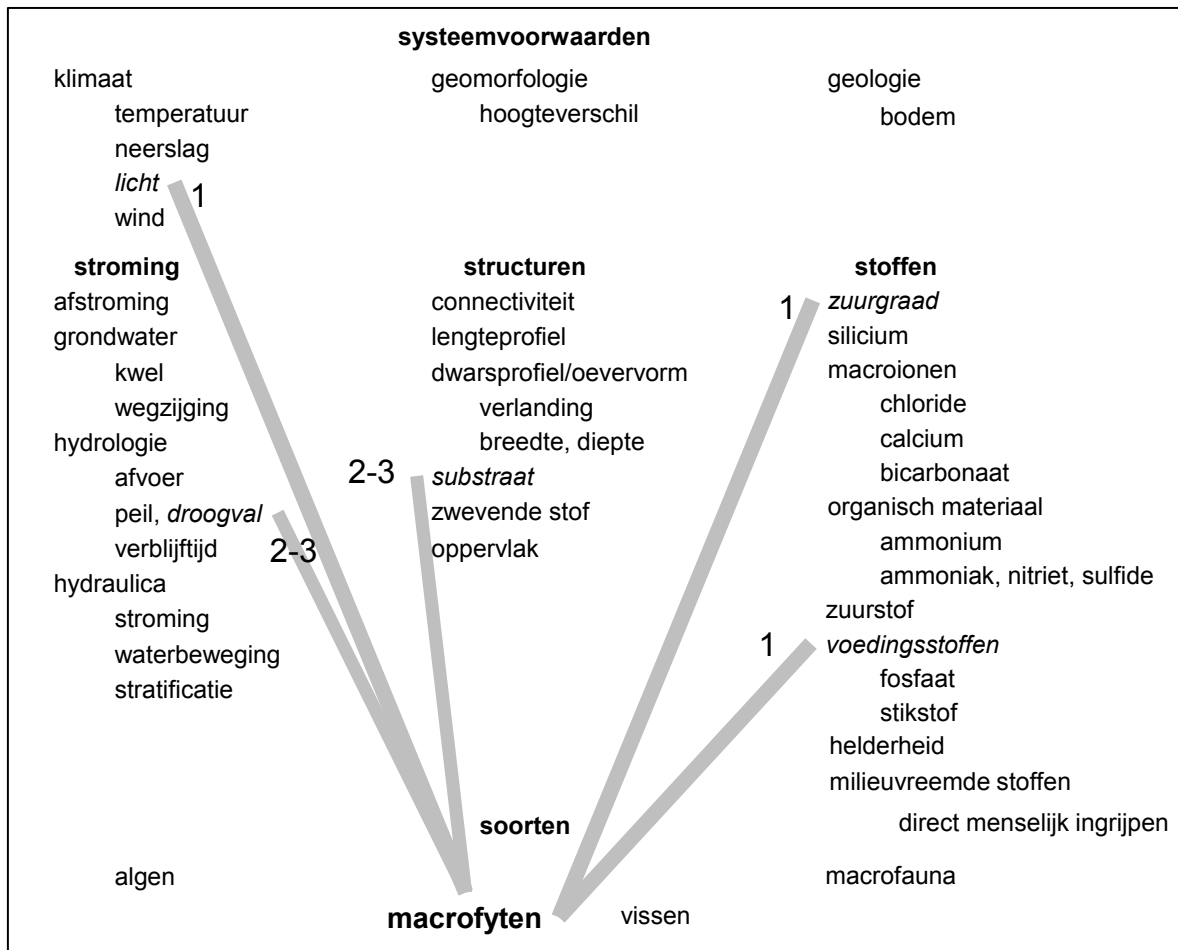 systeemvoorwaarden
klimaat geomorfologie geologie
temperatuur hoogteverschil bodem
neerslag
licht 1
wind
stroming structuren stoffen
afstroming connectiviteit 1 zuurgraad
grondwater lengteprofiel silicium
kwel dwarsprofiel/oevervorm macroionen
wegzijging verlanding chloride
hydrologie breedte, diepte calcium
afvoer 2-3 substraat bicarbonaat
peil, droogval zwevende stof organisch materiaal
verblijftijd 2-3 oppervlak ammonium
hydraulica ammoniak, nitriet, sulfide
stroming zuurstof
waterbeweging 1 voedingsstoffen
stratificatie fosfaat
stikstof
helderheid
milieuvreemde stoffen
soorten direct menselijk ingrijpen
algen macrofauna
macrofyten vissen